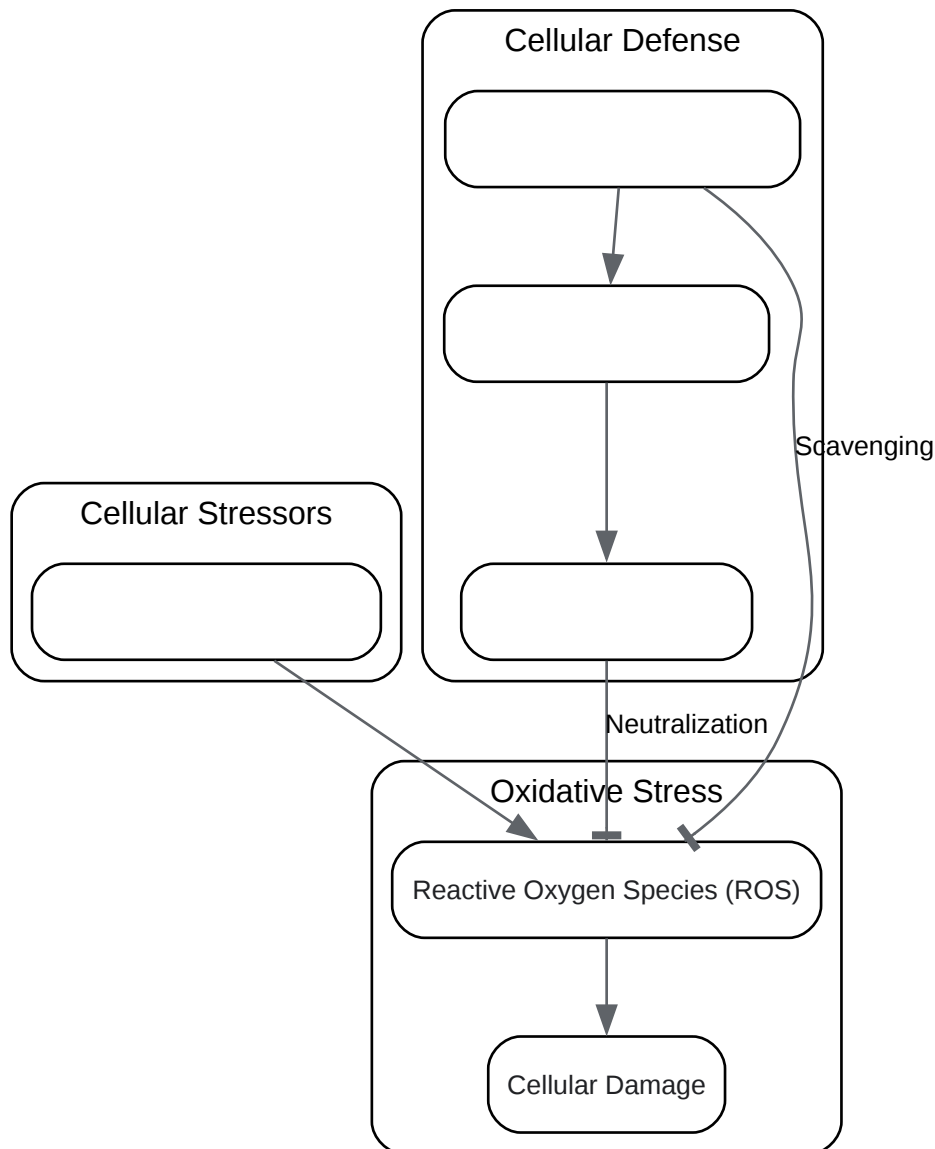 Cellular Defense
Scavenging
Cellular Stressors
Neutralization
Oxidative Stress
Reactive Oxygen Species (ROS)
Cellular Damage